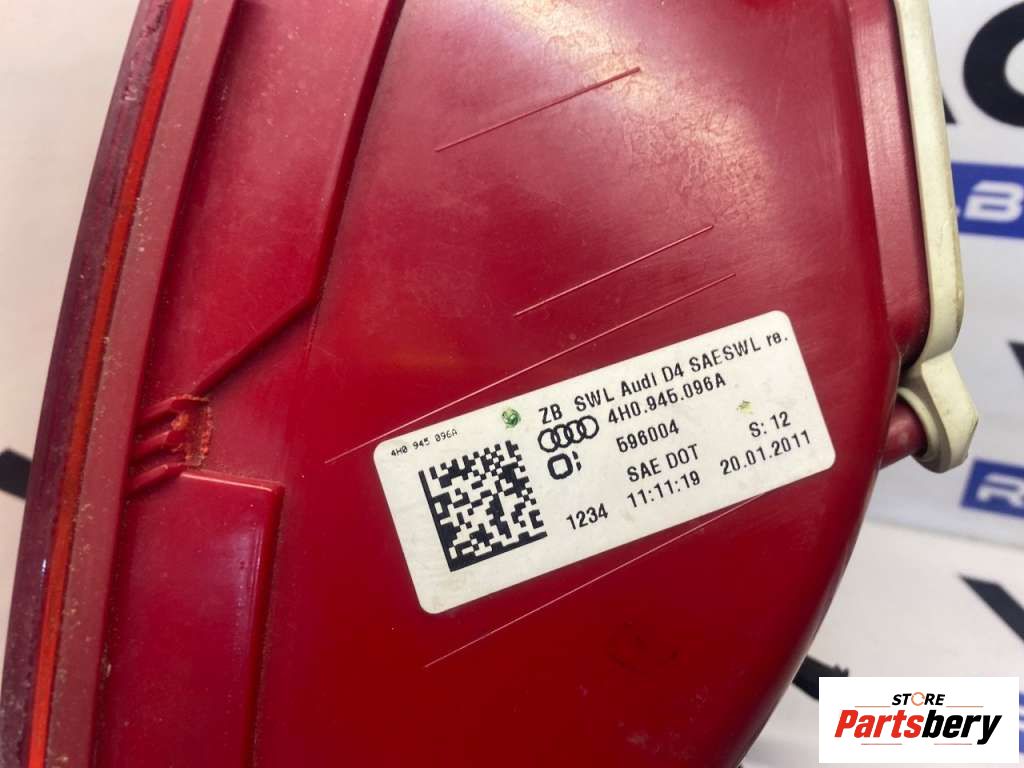 ZB SWL Audi D4 SAESWL re.
4H0.945.096A
4H0 945 096A
596004
SAE DOT
S: 12
1234
11:11:19
20.01.2011
STORE
Partsbery